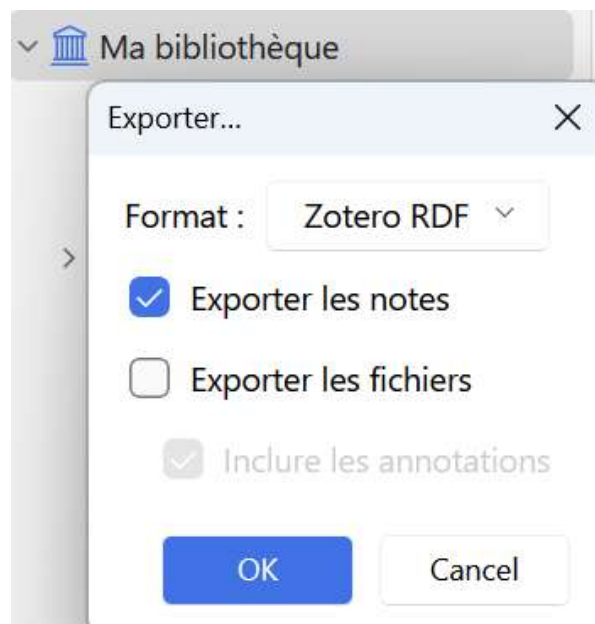 Ma bibliothèque
Exporter...
Format : Zotero RDF
Exporter les notes
Exporter les fichiers
Inclure les annotations
OK Cancel